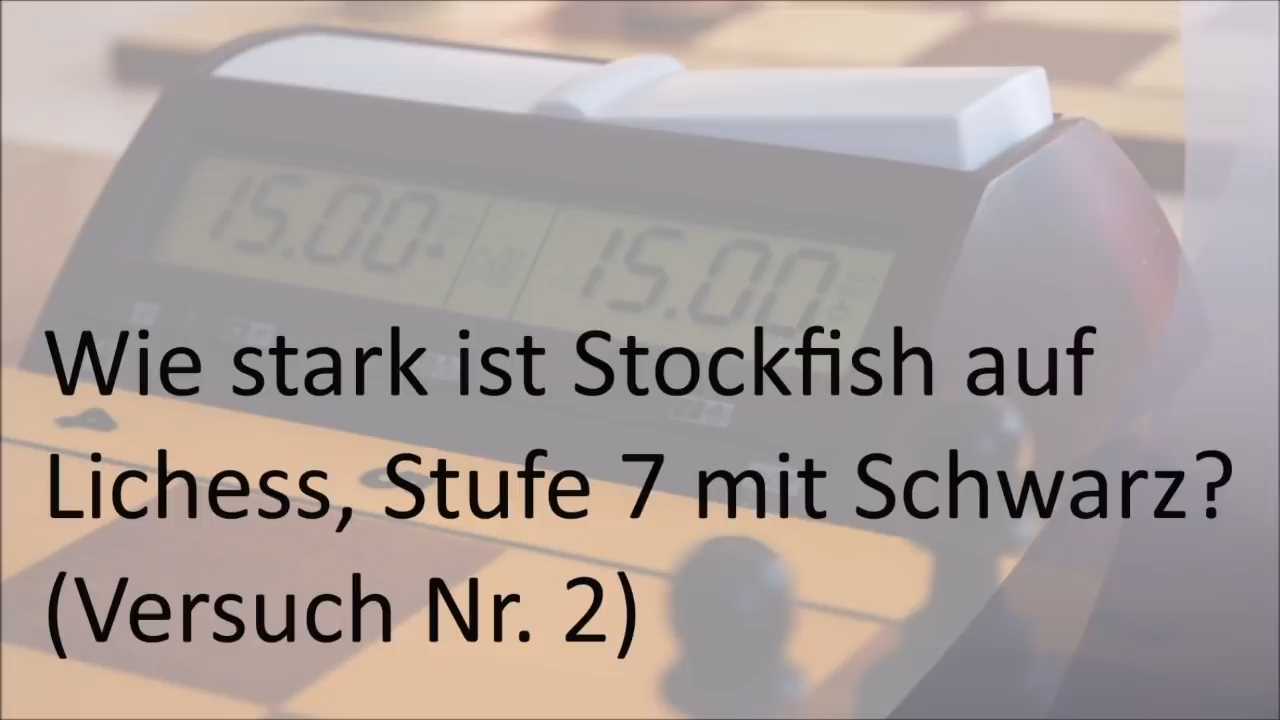 15.00 15.00
Wie stark ist Stockfish auf
Lichess, Stufe 7 mit Schwarz?
(Versuch Nr. 2)